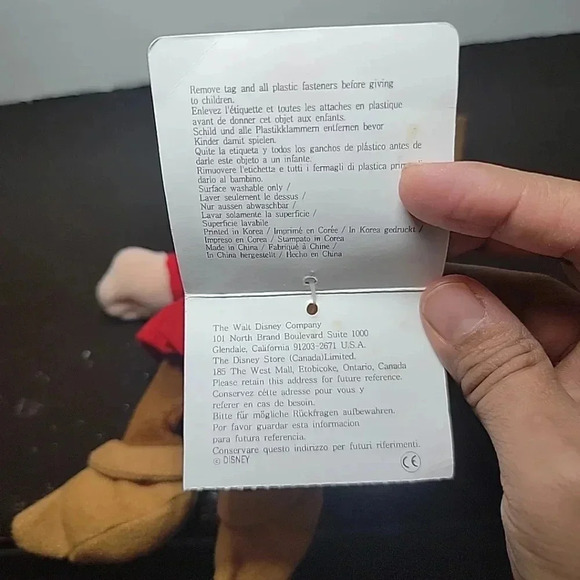 Remove tag and all plastic fasteners before giving
to children.
Enlevez l'étiquette et toutes les attaches en plastique
avant de donner cet objet aux enfants.
Schild und alle Plastikklammern entfernen bevor
Kinder damit spielen.
Quite la etiqueta y todos los ganchos de plástico antes de
darle este objeto a un infante.
Rimuovere l'etichetta e tutti i fermagli di plastica
darlo al bambino.
Surface washable only /
Laver seulement le dessus /
Nur aussen abwaschbar /
Lavar solamente la superficie /
Superficie lavabile
Printed in Korea / Imprimé en Corée / In Korea gedruckt /
Impreso en Corea / Stampato in Corea
Made in China / Fabriqué à Chine /
In China hergestellt / Hecho en China
The Walt Disney Company
101 North Brand Boulevard Suite 1000
Glendale, California 91203-2671 U.S.A.
The Disney Store (Canada)Limited.
185 The West Mall, Etobicoke, Ontario, Canada
Please retain this address for future reference.
Conservez cette adresse pour vous y
referer en cas de besoin.
Bitte für mögliche Rückfragen aufbewahren.
Por favor guardar esta informacion
para futura referencia.
Conservare questo indirizzo per futuri riferimenti.
© DISNEY CE